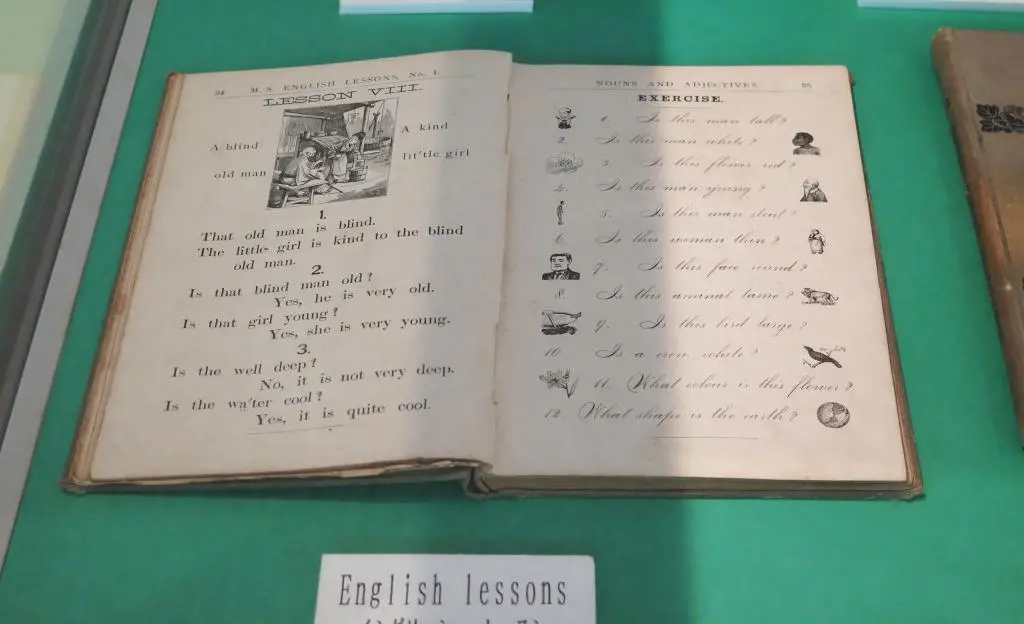 84 M. S. ENGLISH LESSONS, No. 1.
LESSON VIII.
A blind
old man
A kind
lit'tle girl
1.
That old man is blind.
The little girl is kind to the blind
old man.
2.
Is that blind man old?
Yes, he is very old.
Is that girl young?
Yes, she is very young.
3.
Is the well deep?
No, it is not very deep.
Is the wa'ter cool?
Yes, it is quite cool.
NOUNS AND ADJECTIVES. 85
EXERCISE.
1. Is this man tall?
2. Is this man white?
3. Is this flower red?
4. Is this man young?
5. Is this man stout?
6. Is this woman thin?
7. Is this face round?
8. Is this animal tame?
9. Is this bird large?
10. Is a crow white?
11. What colour is this flower?
12. What shape is the earth?
English lessons